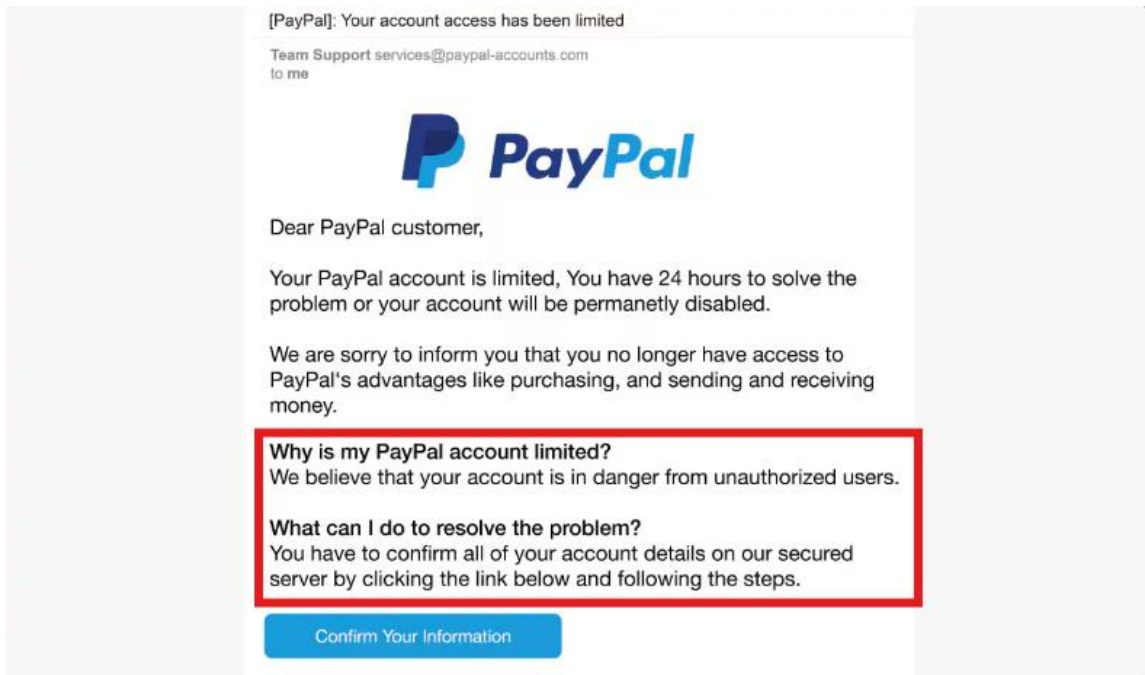 [PayPal]: Your account access has been limited
Team Support services@paypal-accounts.com
to me
PayPal
Dear PayPal customer,
Your PayPal account is limited, You have 24 hours to solve the
problem or your account will be permanetly disabled.
We are sorry to inform you that you no longer have access to
PayPal's advantages like purchasing, and sending and receiving
money.
Why is my PayPal account limited?
We believe that your account is in danger from unauthorized users.
What can I do to resolve the problem?
You have to confirm all of your account details on our secured
server by clicking the link below and following the steps.
Confirm Your Information